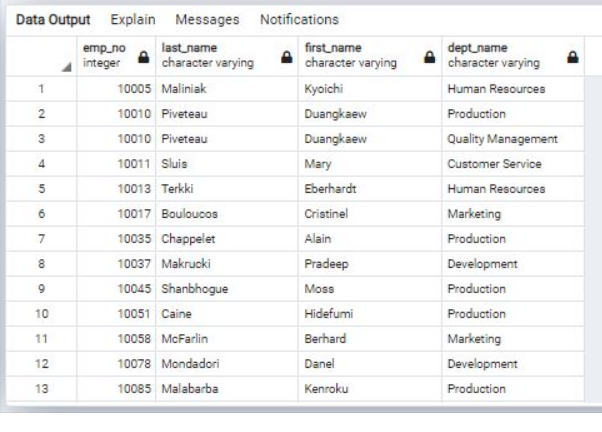 Data Output Explain Messages Notifications
emp_no last_name first_name dept_name
integer character varying character varying character varying
1 10005 Maliniak Kyoichi Human Resources
2 10010 Piveteau Duangkaew Production
3 10010 Piveteau Duangkaew Quality Management
4 10011 Sluis Mary Customer Service
5 10013 Terkki Eberhardt Human Resources
6 10017 Bouloucos Cristinel Marketing
7 10035 Chappelet Alain Production
8 10037 Makrucki Pradeep Development
9 10045 Shanbhogue Moss Production
10 10051 Caine Hidefumi Production
11 10058 McFarlin Berhard Marketing
12 10078 Mondadori Danel Development
13 10085 Malabarba Kenroku Production